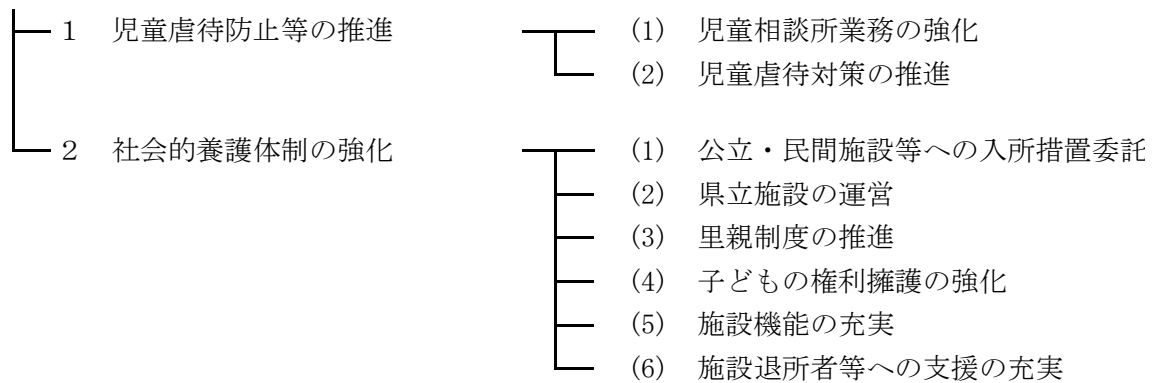 1 児童虐待防止等の推進 (1) 児童相談所業務の強化
(2) 児童虐待対策の推進
2 社会的養護体制の強化 (1) 公立・民間施設等への入所措置委託
(2) 県立施設の運営
(3) 里親制度の推進
(4) 子どもの権利擁護の強化
(5) 施設機能の充実
(6) 施設退所者等への支援の充実